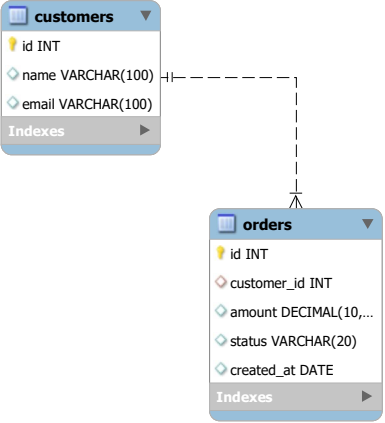 customers
id INT
name VARCHAR(100)
email VARCHAR(100)
Indexes
orders
id INT
customer_id INT
amount DECIMAL(10,...
status VARCHAR(20)
created_at DATE
Indexes